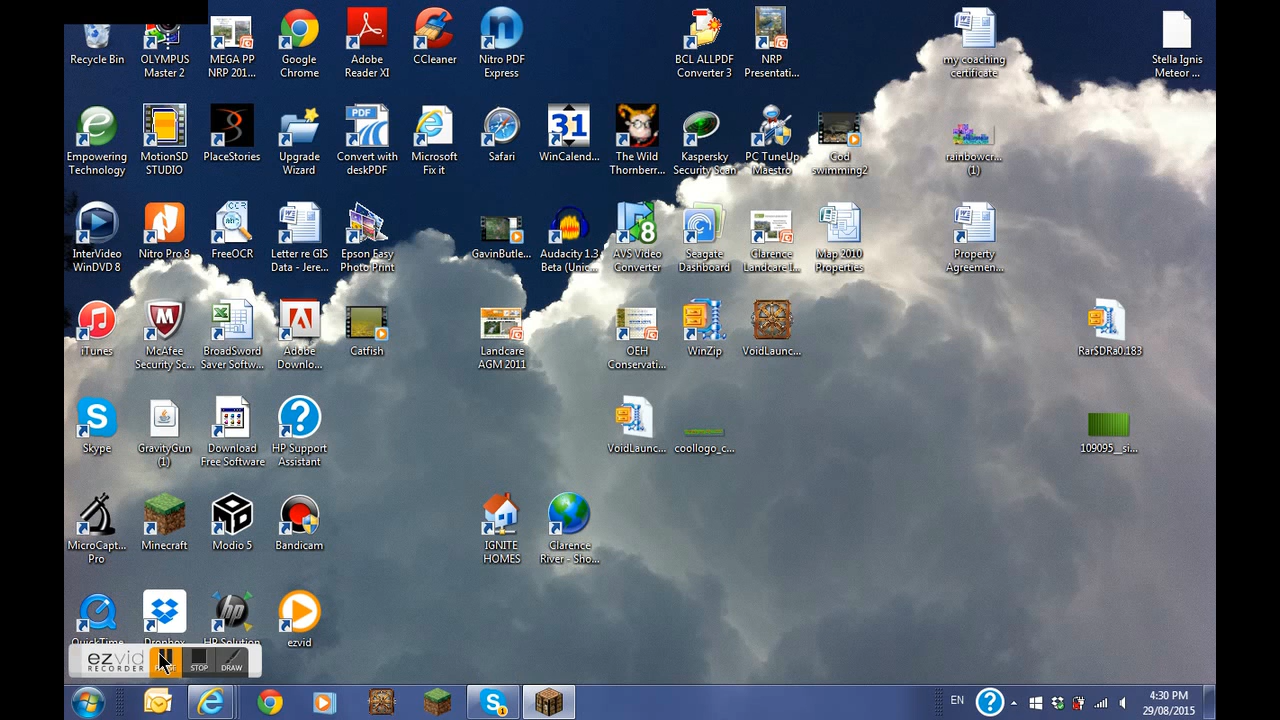 Recycle Bin
OLYMPUS
Master 2
MEGA PP
NRP 201...
Google
Chrome
Adobe
Reader XI
CCleaner
Nitro PDF
Express
BCL ALLPDF
Converter 3
NRP
Presentati...
my coaching
certificate
Stella Ignis
Meteor ...
Empowering
Technology
MotionSD
STUDIO
PlaceStories
Upgrade
Wizard
PDF
Convert with
deskPDF
Microsoft
Fix it
Safari
31
WinCalend...
The Wild
Thornberr...
Kaspersky
Security Scan
PC TuneUp
Maestro
Cod
swimming2
rainbowcr...
(1)
InterVideo
WinDVD 8
Nitro Pro 8
OCR
FreeOCR
Letter re GIS
Data - Jere...
Epson Easy
Photo Print
GavinButle...
Audacity 1.3
Beta (Unic...
8
AVS Video
Converter
Seagate
Dashboard
Clarence
Landcare I...
Map 2010
Properties
Property
Agreemen...
iTunes
McAfee
Security Sc...
BroadSword
Saver Softw...
Adobe
Downlo...
Catfish
Landcare
AGM 2011
OEH
Conservati...
WinZip
VoidLaunc...
Rar$DRa0.183
Skype
GravityGun
(1)
Download
Free Software
HP Support
Assistant
VoidLaunc...
coollogo_c...
109095__si...
MicroCapt...
Pro
Minecraft
Modio 5
Bandicam
IGNITE
HOMES
Clarence
River - Sho...
QuickTime
Dropbox
HP Solution
ezvid
ezvid
RECORDER
STOP
DRAW
1
EN
4:30 PM
29/08/2015